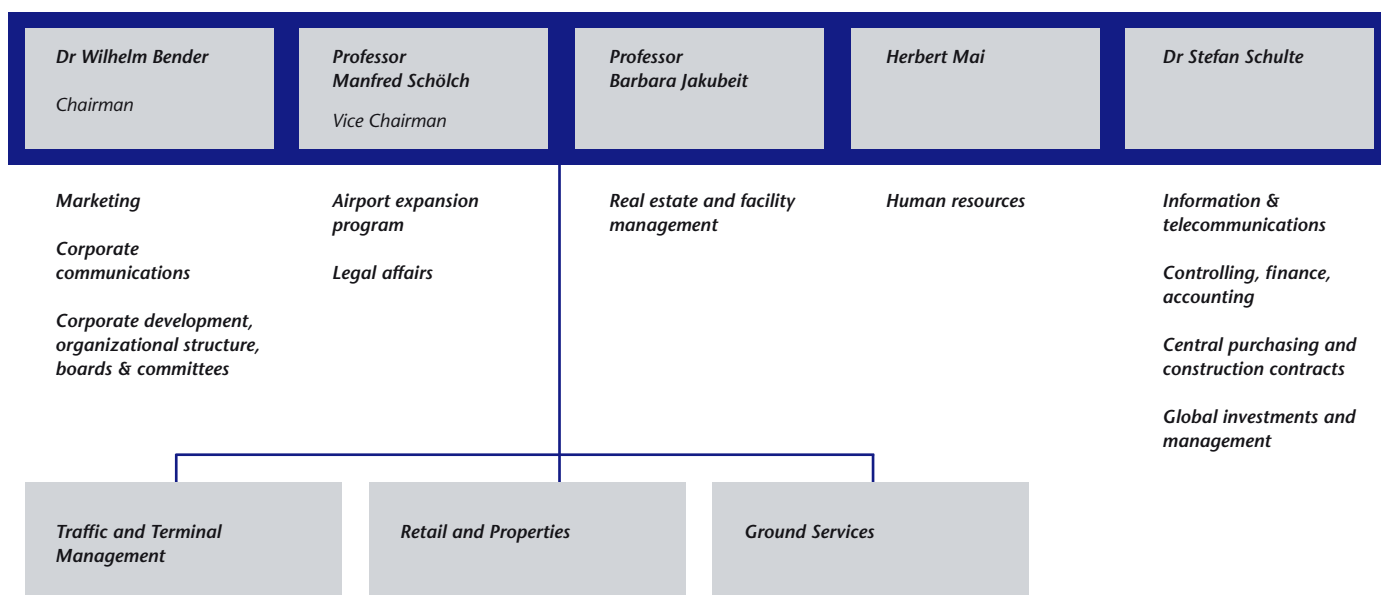 Dr Wilhelm Bender
Chairman
Professor
Manfred Schölch
Vice Chairman
Professor
Barbara Jakubeit
Herbert Mai
Dr Stefan Schulte
Marketing
Corporate
communications
Corporate development,
organizational structure,
boards & committees
Airport expansion
program
Legal affairs
Real estate and facility
management
Human resources
Information &
telecommunications
Controlling, finance,
accounting
Central purchasing and
construction contracts
Global investments and
management
Traffic and Terminal
Management
Retail and Properties
Ground Services